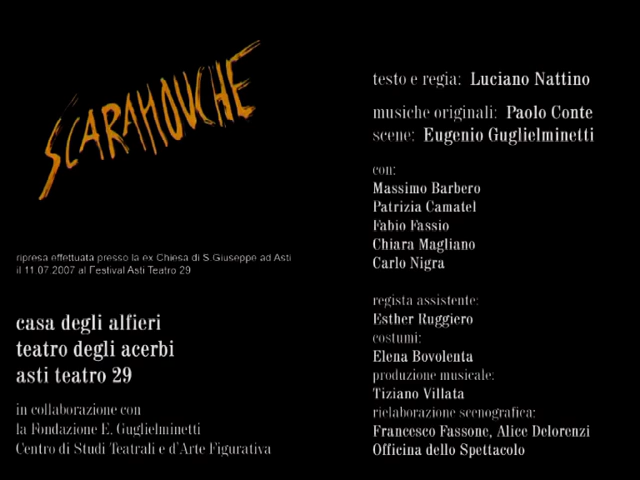 SCARAMOUCHE
ripresa effettuata presso la ex Chiesa di S.Giuseppe ad Asti
il 11.07.2007 al Festival Asti Teatro 29
casa degli alfieri
teatro degli acerbi
asti teatro 29
in collaborazione con
la Fondazione E. Guglielminetti
Centro di Studi Teatrali e d'Arte Figurativa
testo e regia: Luciano Nattino
musiche originali: Paolo Conte
scene: Eugenio Guglielminetti
con:
Massimo Barbero
Patrizia Camatel
Fabio Fassio
Chiara Magliano
Carlo Nigra
regista assistente:
Esther Ruggiero
costumi:
Elena Bovolenta
produzione musicale:
Tiziano Villata
rielaborazione scenografica:
Francesco Fassone, Alice Delorenzi
Officina dello Spettacolo